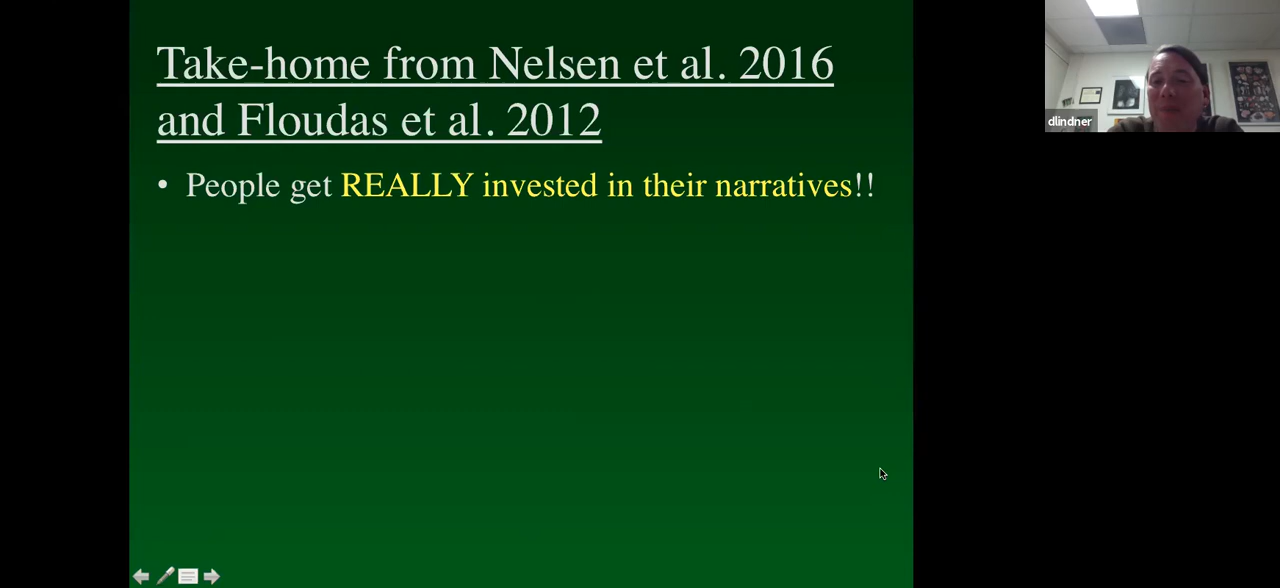 Take-home from Nelsen et al. 2016
and Floudas et al. 2012
• People get REALLY invested in their narratives!!
dlindner